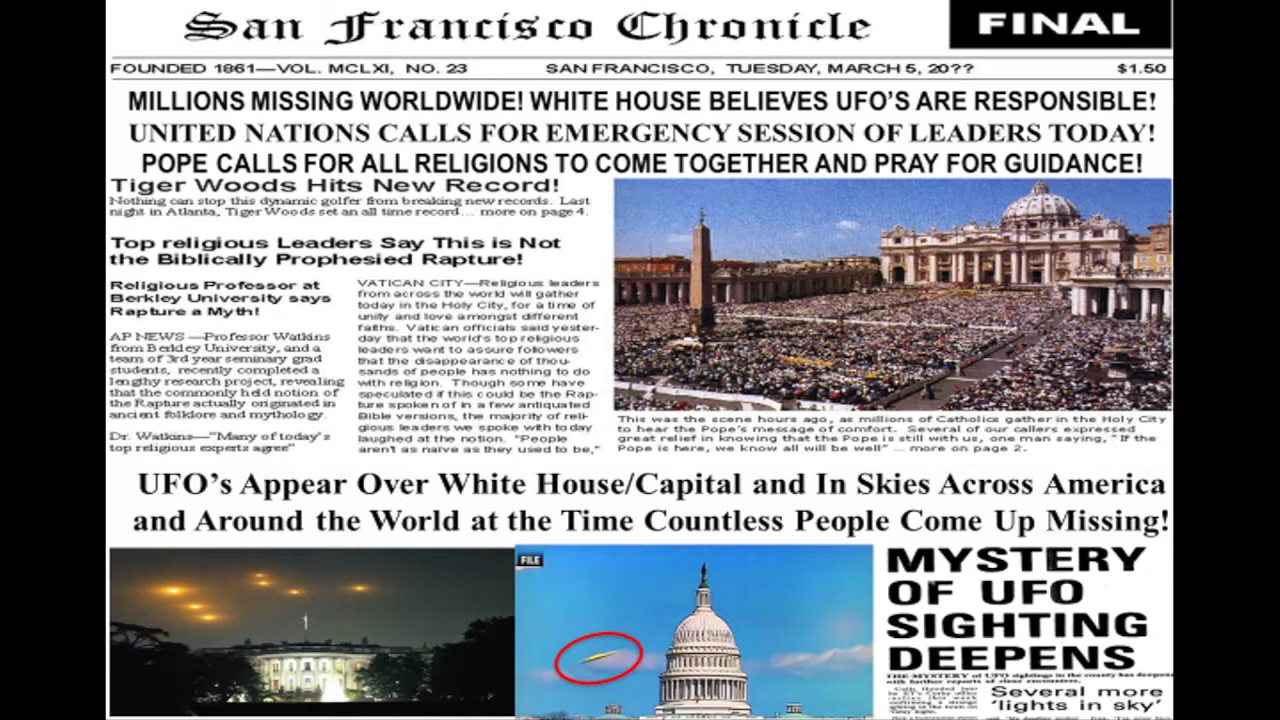 San Francisco Chronicle
FINAL
FOUNDED 1861—VOL. MCLXI, NO. 23
SAN FRANCISCO, TUESDAY, MARCH 5, 20??
$1.50
MILLIONS MISSING WORLDWIDE! WHITE HOUSE BELIEVES UFO'S ARE RESPONSIBLE!
UNITED NATIONS CALLS FOR EMERGENCY SESSION OF LEADERS TODAY!
POPE CALLS FOR ALL RELIGIONS TO COME TOGETHER AND PRAY FOR GUIDANCE!
Tiger Woods Hits New Record!
Nothing can stop this dynamic golfer from breaking new records. Last
night in Atlanta, Tiger Woods set an all time record... more on page 4.
Top religious Leaders Say This is Not
the Biblically Prophesied Rapture!
Religious Professor at
Berkley University says
Rapture a Myth!
AP NEWS —Professor Watkins
from Berkley University, and a
team of 3rd year seminary grad
students, recently completed a
lengthy research project, revealing
that the commonly held notion of
the Rapture actually originated in
ancient folklore and mythology.
Dr. Watkins—"Many of today's
top religious experts agree"
VATICAN CITY—Religious leaders
from across the world will gather
today in the Holy City, for a time of
unity and love amongst different
faiths. Vatican officials said yester-
day that the world's top religious
leaders want to assure followers
that the disappearance of thou-
sands of people has nothing to do
with religion. Though some have
speculated if this could be the Rap-
ture spoken of in a few antiquated
Bible versions, the majority of reli-
gious leaders we spoke with today
laughed at the notion. "People
aren't as naive as they used to be,"
This was the scene hours ago, as millions of Catholics gather in the Holy City
to hear the Pope's message of comfort. Several of our callers expressed
great relief in knowing that the Pope is still with us, one man saying, "If the
Pope is here, we know all will be well" ... more on page 2.
UFO's Appear Over White House/Capital and In Skies Across America
and Around the World at the Time Countless People Come Up Missing!
FILE
MYSTERY
OF UFO
SIGHTING
DEEPENS
THE MYSTERY of UFO sightings in the county has deepened
with further reports of close encounters.
Several more
'lights in sky'